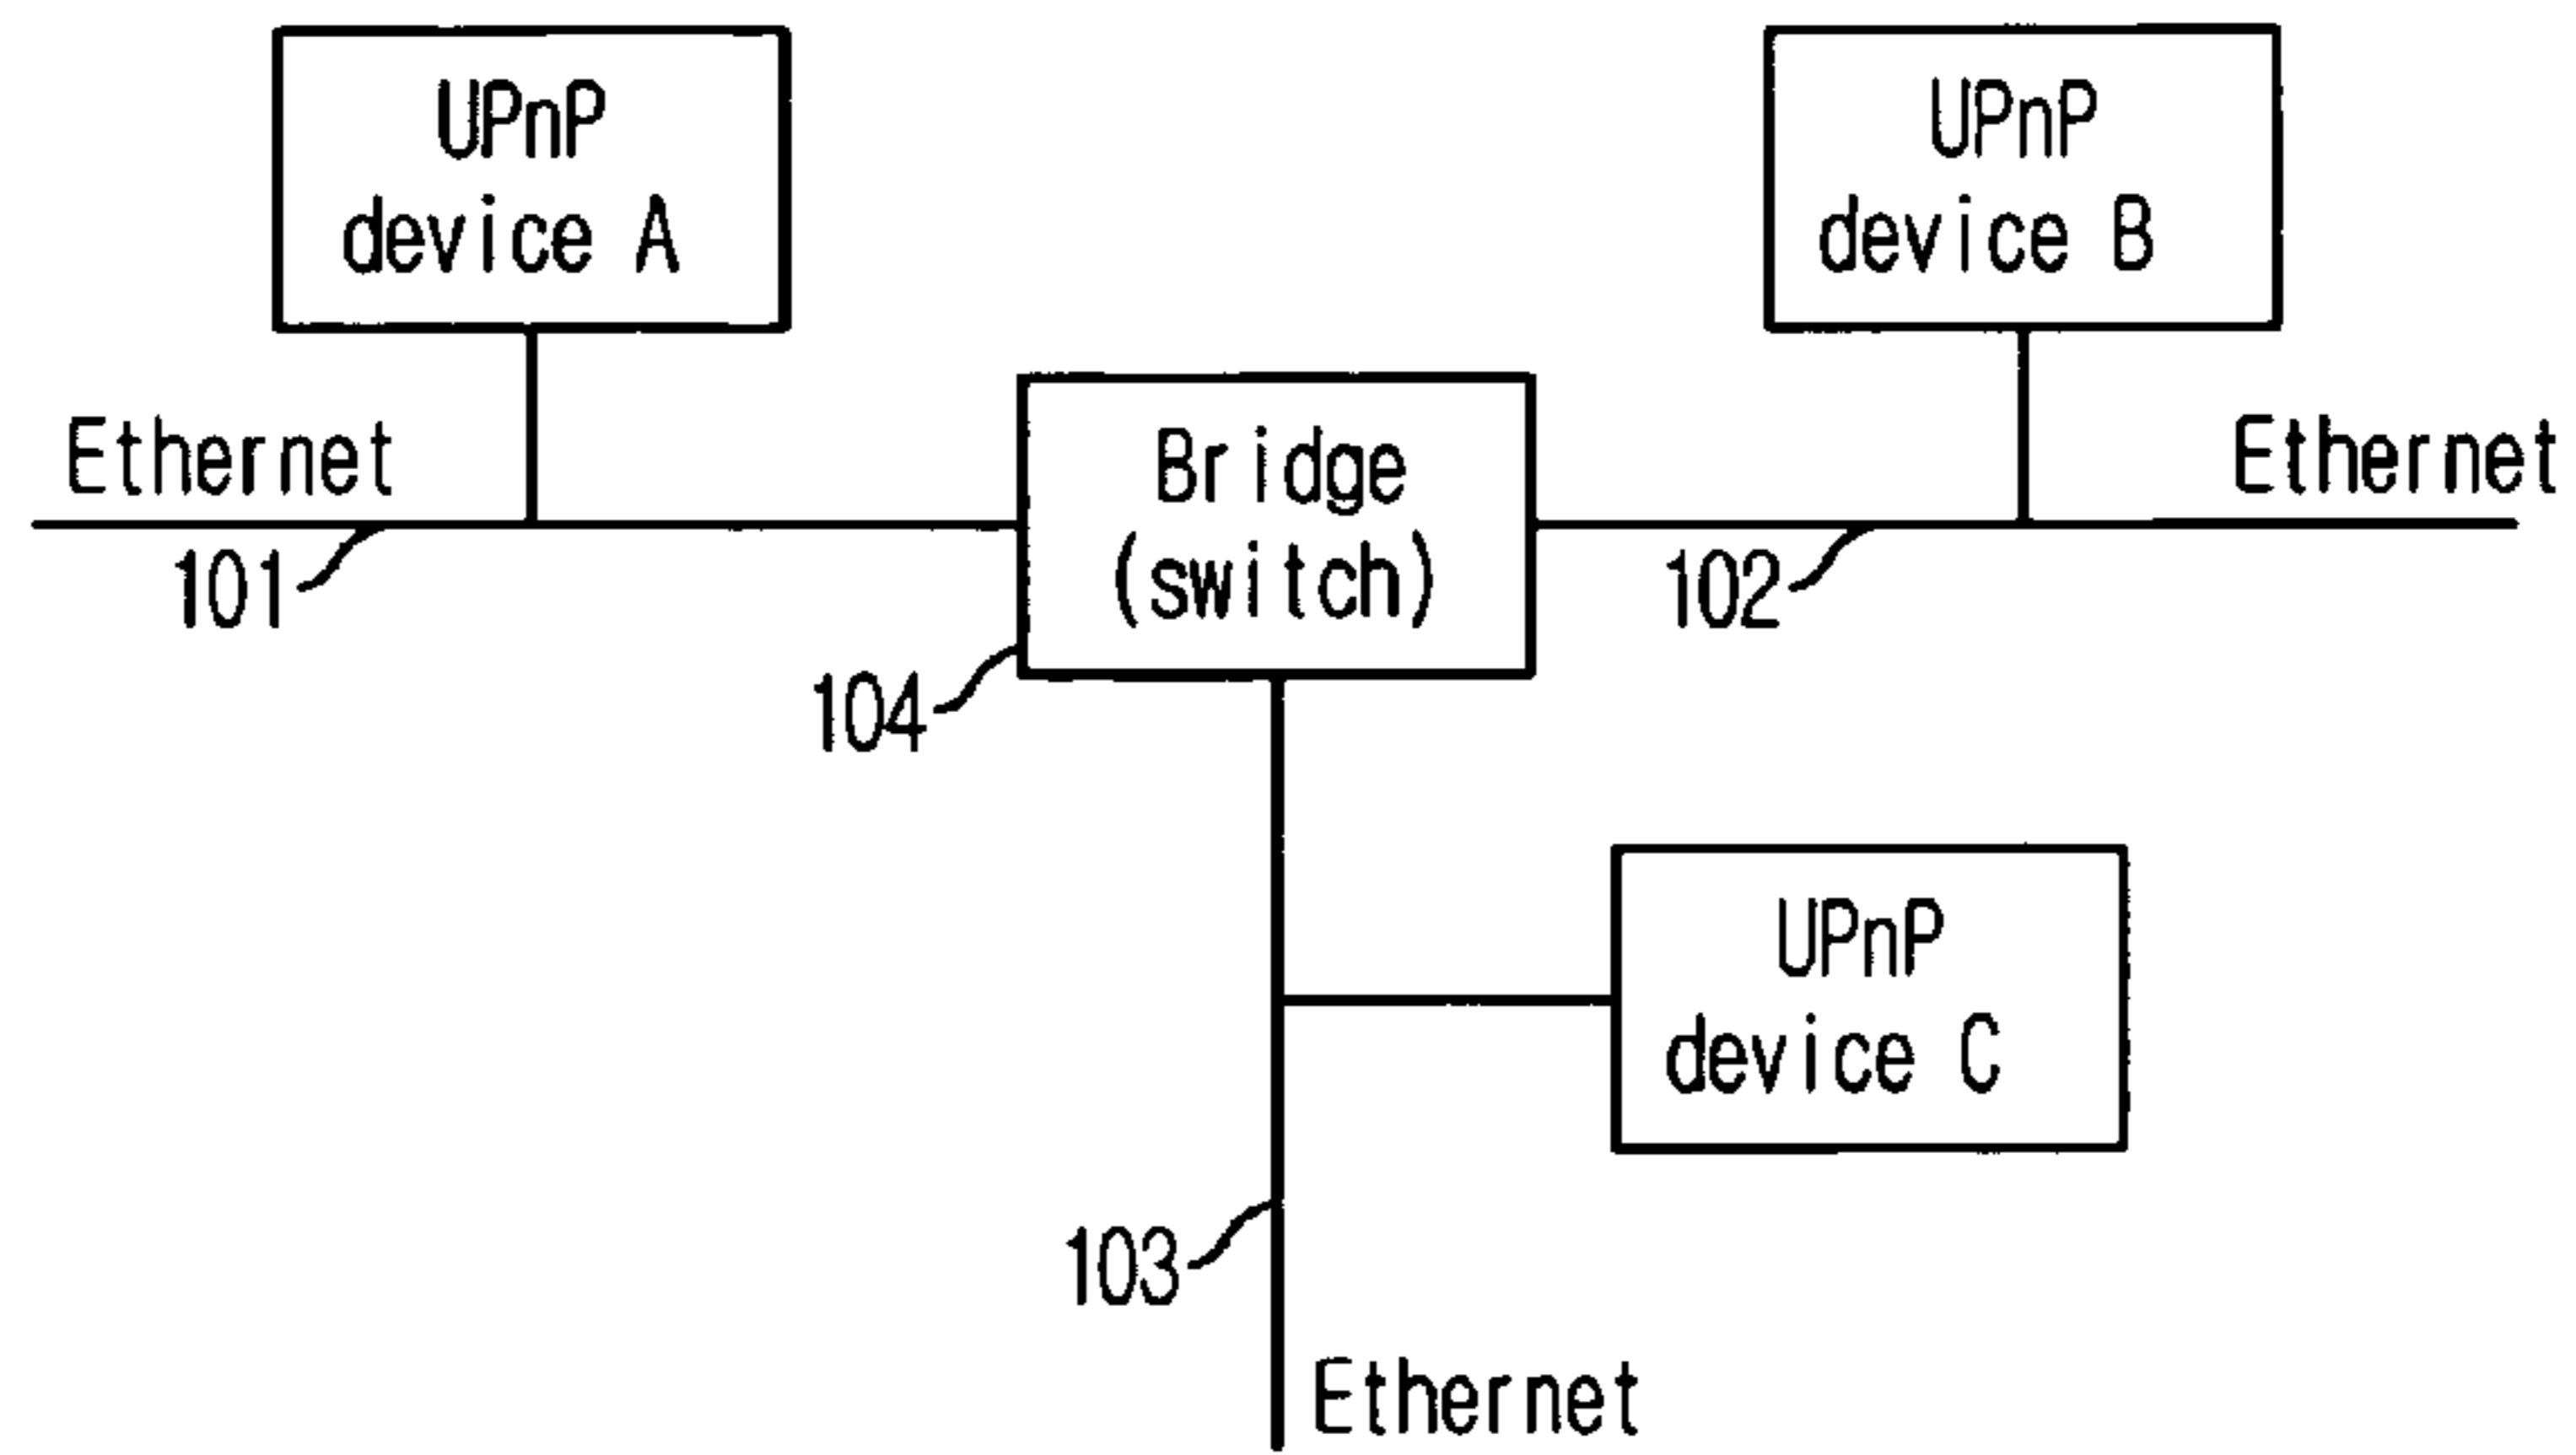 UPnP
device A
UPnP
device B
Ethernet
Bridge
(switch)
Ethernet
101
102
104
UPnP
device C
103
Ethernet